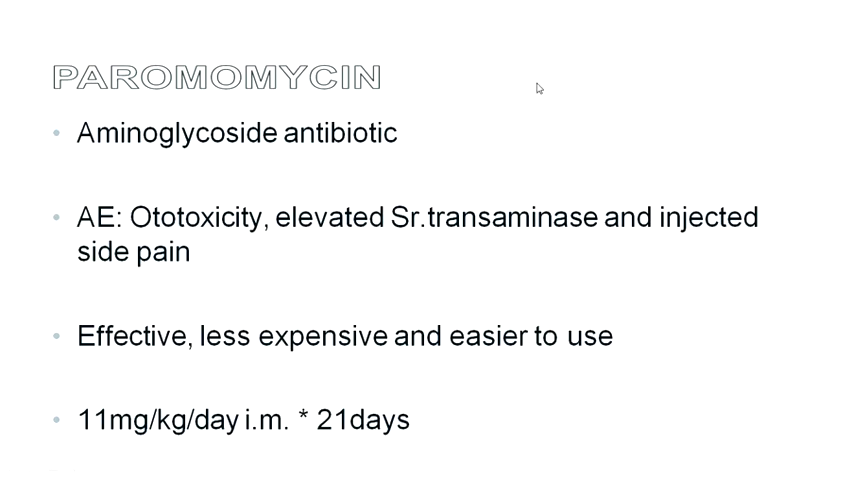 PAROMOMYCIN
• Aminoglycoside antibiotic
• AE: Ototoxicity, elevated Sr.transaminase and injected
side pain
• Effective, less expensive and easier to use
• 11mg/kg/day i.m. * 21days